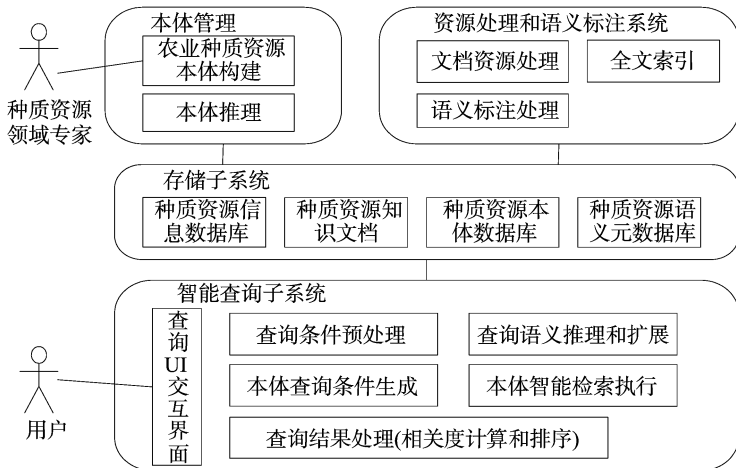 本体管理
农业种质资源
本体构建
本体推理
种质资源
领域专家
资源处理和语义标注系统
文档资源处理
全文索引
语义标注处理
存储子系统
种质资源信
息数据库
种质资源知
识文档
种质资源本
体数据库
种质资源语
义元数据库
智能查询子系统
查询UI交互界面
查询条件预处理
查询语义推理和扩展
本体查询条件生成
本体智能检索执行
查询结果处理(相关度计算和排序)
用户